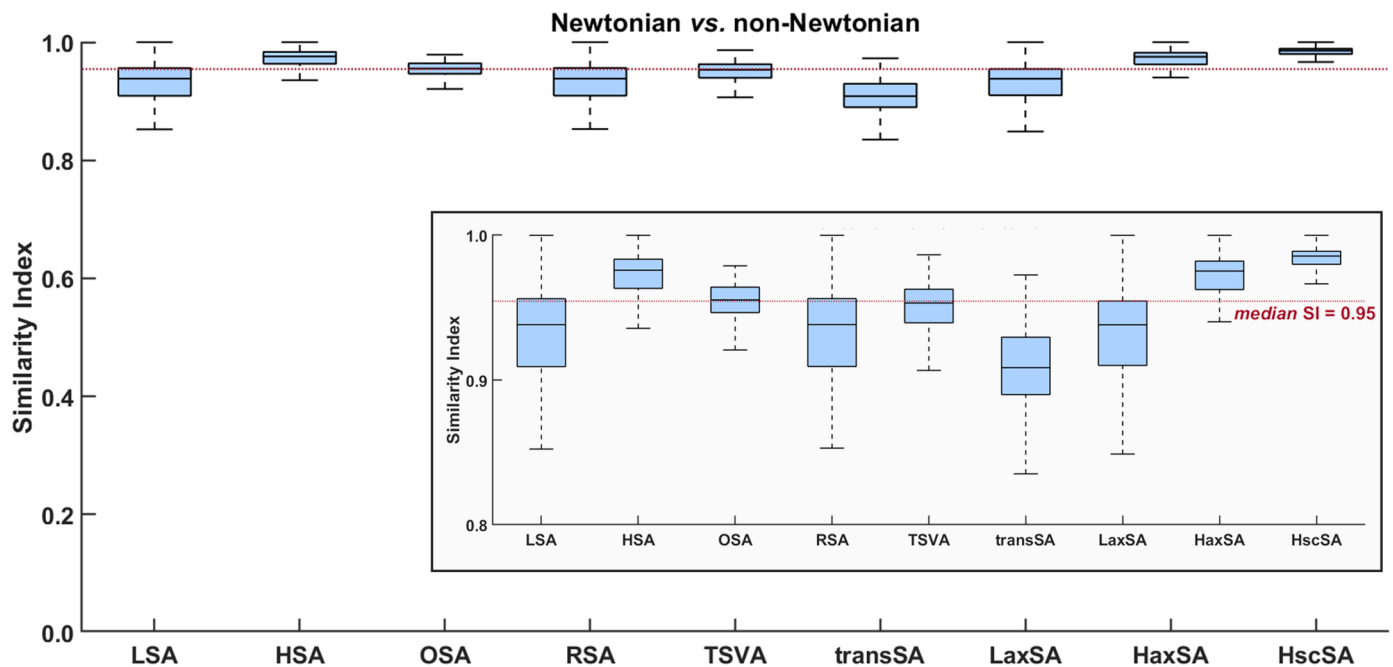 Newtonian vs. non-Newtonian
1.0
0.8
0.6
0.4
0.2
0.0
Similarity Index
1.0
0.9
0.8
Similarity Index
median SI = 0.95
LSA HSA OSA RSA TSVA transSA LaxSA HaxSA HscSA
LSA HSA OSA RSA TSVA transSA LaxSA HaxSA HscSA